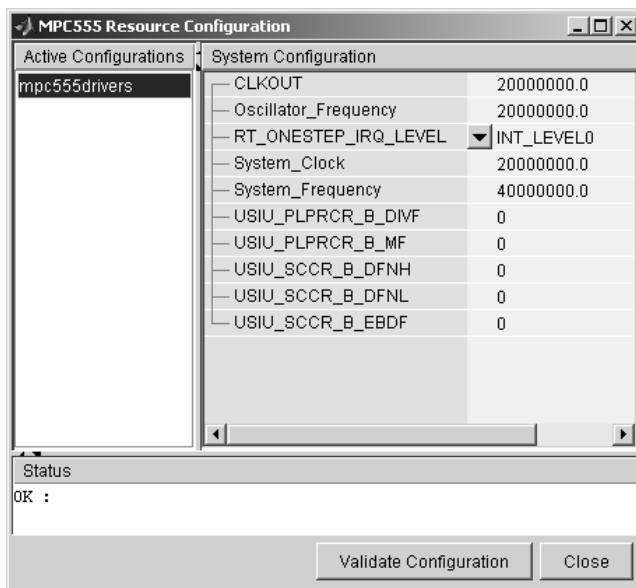 MPC555 Resource Configuration
Active Configurations System Configuration
mpc555drivers
CLKOUT 20000000.0
Oscillator_Frequency 20000000.0
RT_ONESTEP_IRQ_LEVEL INT_LEVEL0
System_Clock 20000000.0
System_Frequency 40000000.0
USIU_PLPRCR_B_DIVF 0
USIU_PLPRCR_B_MF 0
USIU_SCCR_B_DFNH 0
USIU_SCCR_B_DFNL 0
USIU_SCCR_B_EBDF 0
Status
OK :
Validate Configuration Close